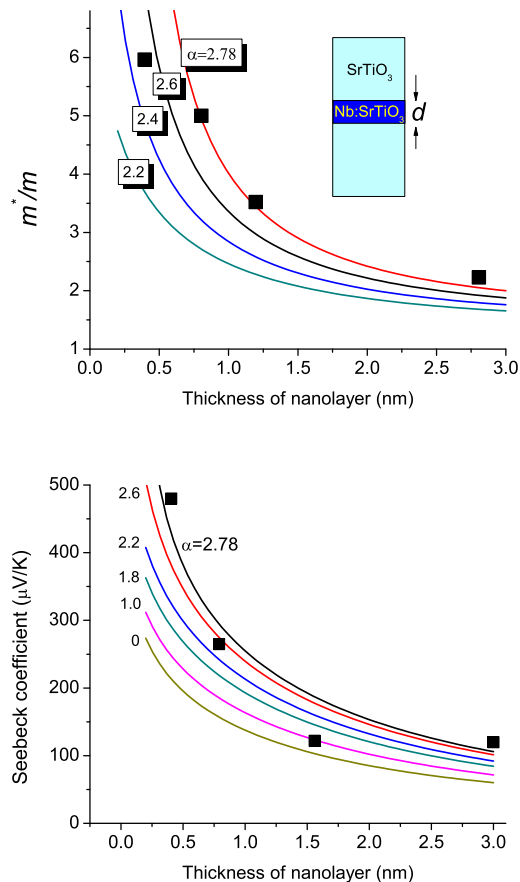 6
5
4
3
2
1
m*/m
α=2.78
2.6
2.4
2.2
SrTiO₃
Nb:SrTiO₃
d
0.0 0.5 1.0 1.5 2.0 2.5 3.0
Thickness of nanolayer (nm)
500
400
300
200
100
0
Seebeck coefficient (μV/K)
2.6
2.2
1.8
1.0
0
α=2.78
0.0 0.5 1.0 1.5 2.0 2.5 3.0
Thickness of nanolayer (nm)